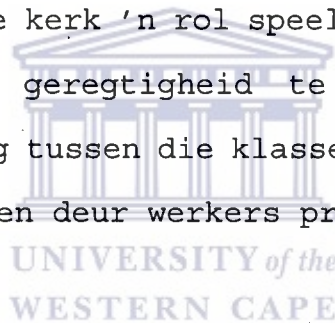 e kerk 'n rol speel
geregtigheid te
g tussen die klasse
en deur werkers pr
UNIVERSITY of the
WESTERN CAPE